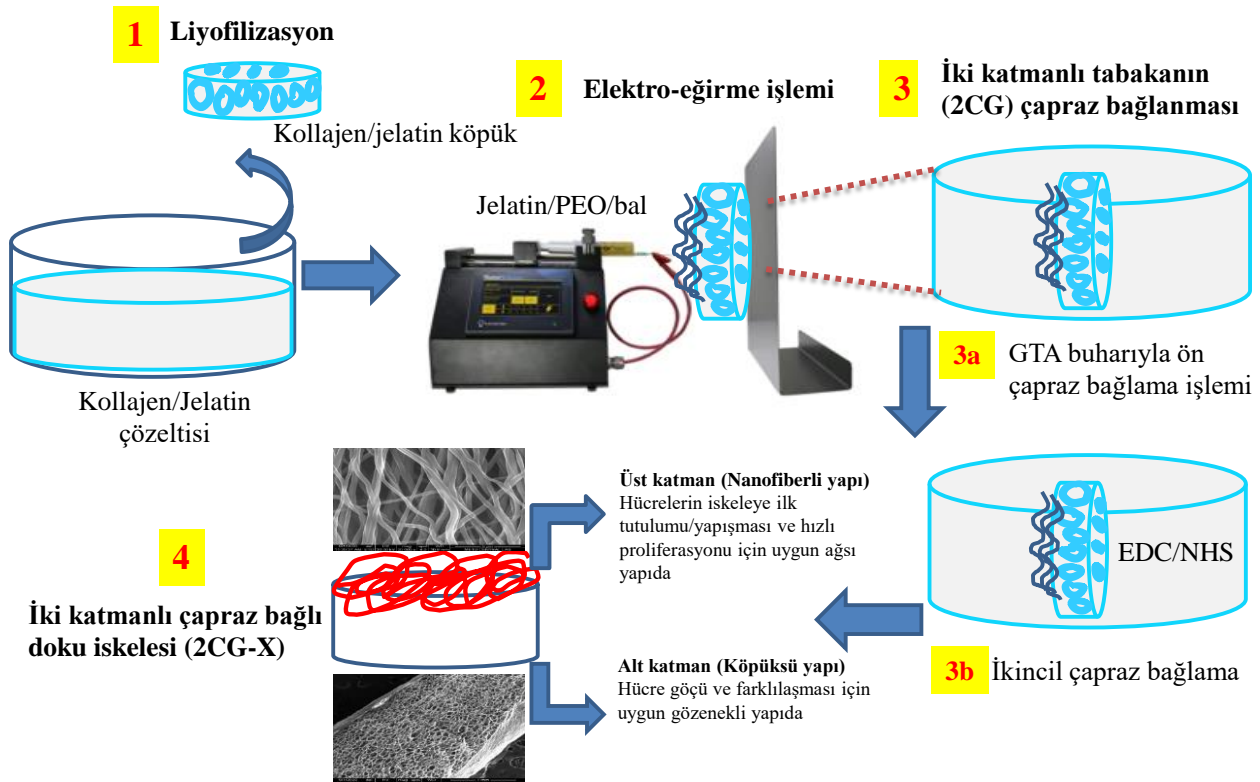 1
Liyofilizasyon
Kollajen/jelatin köpük
Kollajen/Jelatin
çözeltisi
2
Elektro-eğirme işlemi
Jelatin/PEO/bal
3
İki katmanlı tabakanın
(2CG) çapraz bağlanması
3a
GTA buharıyla ön
çapraz bağlama işlemi
EDC/NHS
3b
İkincil çapraz bağlama
4
İki katmanlı çapraz bağlı
doku iskelesi (2CG-X)
Üst katman (Nanofiberli yapı)
Hücrelerin iskeleye ilk
tutulumu/yapışması ve hızlı
proliferasyonu için uygun ağsı
yapıda
Alt katman (Köpüksü yapı)
Hücre göçü ve farklılaşması için
uygun gözenekli yapıda